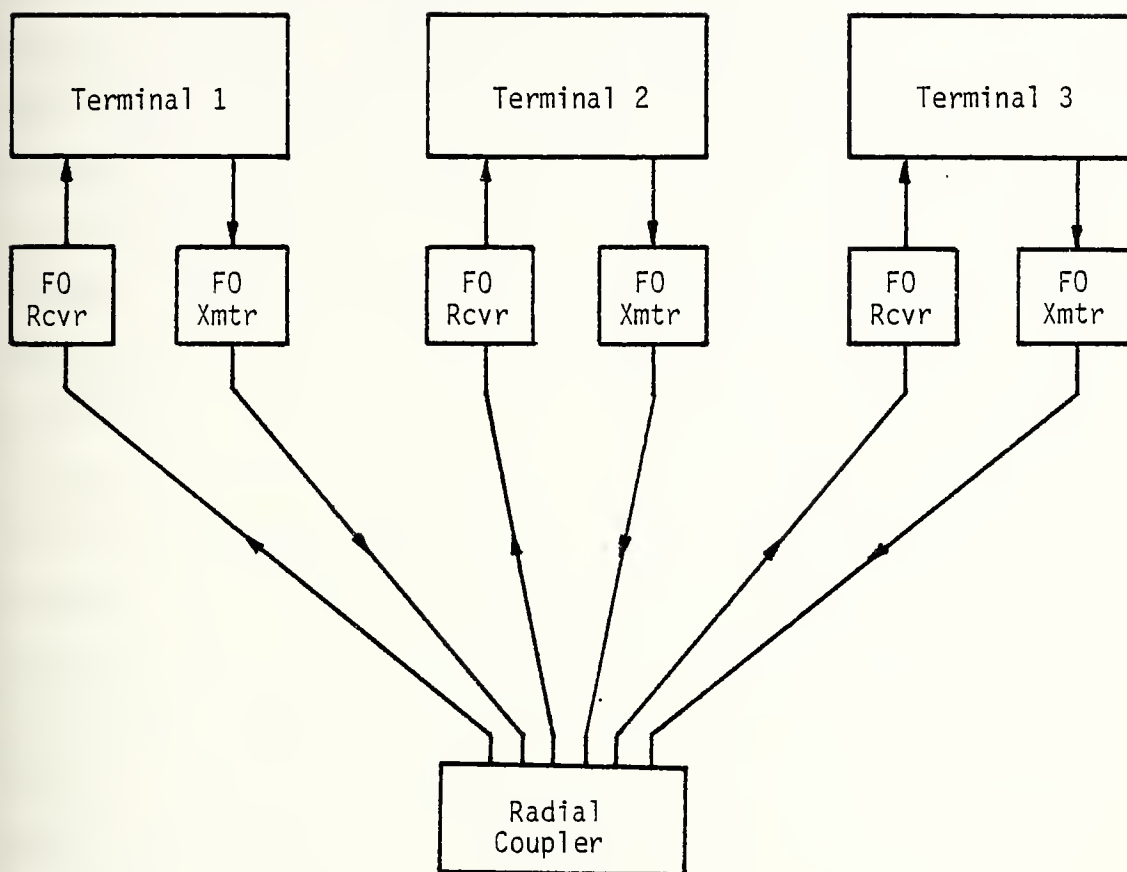 Terminal 1
Terminal 2
Terminal 3
FO
Rcvr
FO
Xmtr
FO
Rcvr
FO
Xmtr
FO
Rcvr
FO
Xmtr
Radial
Coupler